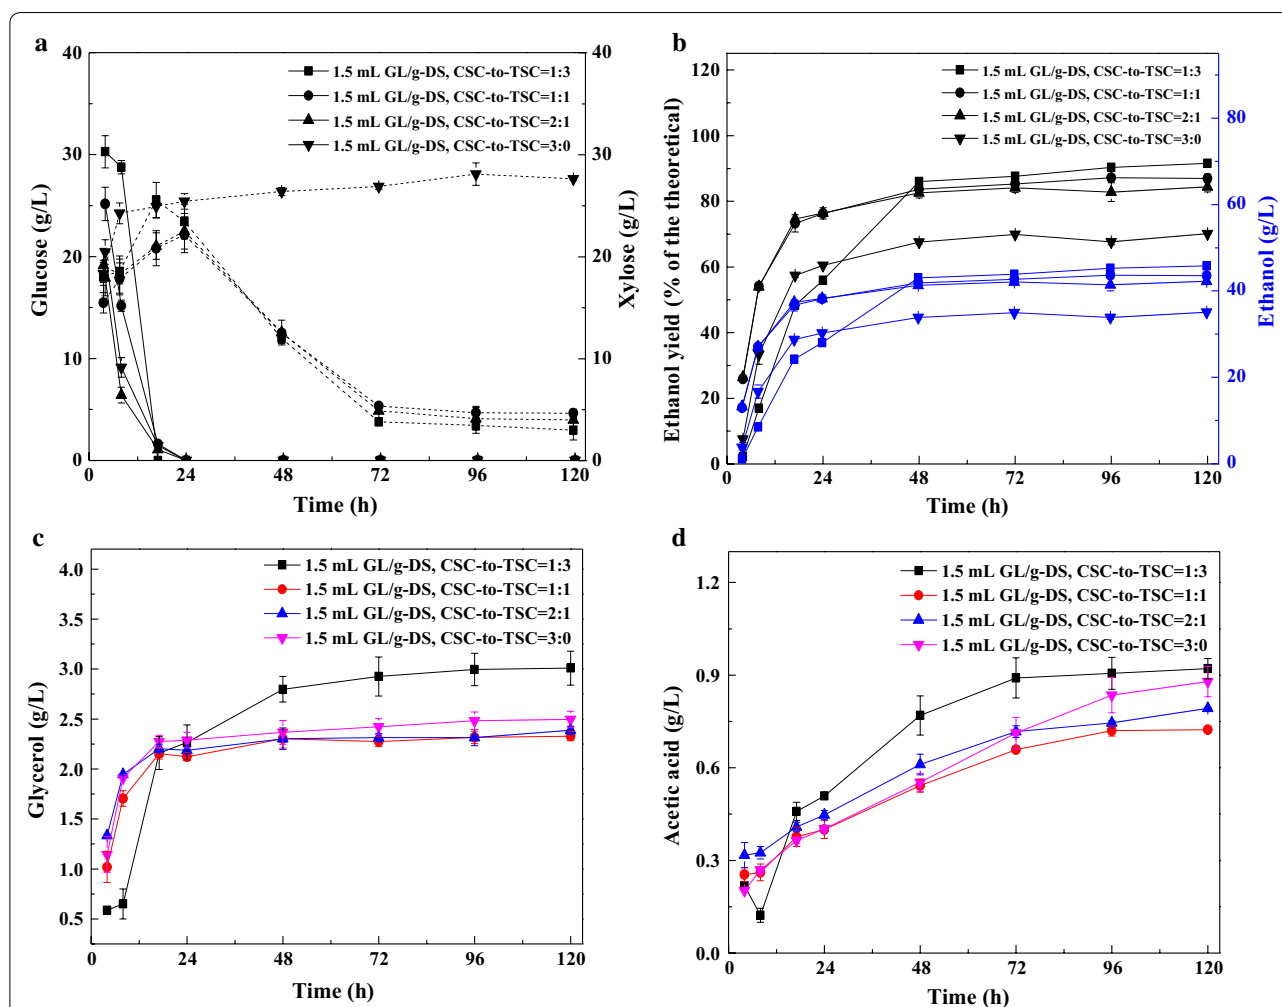 a
40
30
20
10
0
Glucose (g/L)
1.5 mL GL/g-DS, CSC-to-TSC=1:3
1.5 mL GL/g-DS, CSC-to-TSC=1:1
1.5 mL GL/g-DS, CSC-to-TSC=2:1
1.5 mL GL/g-DS, CSC-to-TSC=3:0
40
30
20
10
0
Xylose (g/L)
0 24 48 72 96 120
Time (h)
b
120
100
80
60
40
20
0
Ethanol yield (% of the theoretical)
1.5 mL GL/g-DS, CSC-to-TSC=1:3
1.5 mL GL/g-DS, CSC-to-TSC=1:1
1.5 mL GL/g-DS, CSC-to-TSC=2:1
1.5 mL GL/g-DS, CSC-to-TSC=3:0
80
60
40
20
0
Ethanol (g/L)
0 24 48 72 96 120
Time (h)
c
4.0
3.5
3.0
2.5
2.0
1.5
1.0
0.5
Glycerol (g/L)
1.5 mL GL/g-DS, CSC-to-TSC=1:3
1.5 mL GL/g-DS, CSC-to-TSC=1:1
1.5 mL GL/g-DS, CSC-to-TSC=2:1
1.5 mL GL/g-DS, CSC-to-TSC=3:0
0 24 48 72 96 120
Time (h)
d
1.2
0.9
0.6
0.3
0.0
Acetic acid (g/L)
1.5 mL GL/g-DS, CSC-to-TSC=1:3
1.5 mL GL/g-DS, CSC-to-TSC=1:1
1.5 mL GL/g-DS, CSC-to-TSC=2:1
1.5 mL GL/g-DS, CSC-to-TSC=3:0
0 24 48 72 96 120
Time (h)